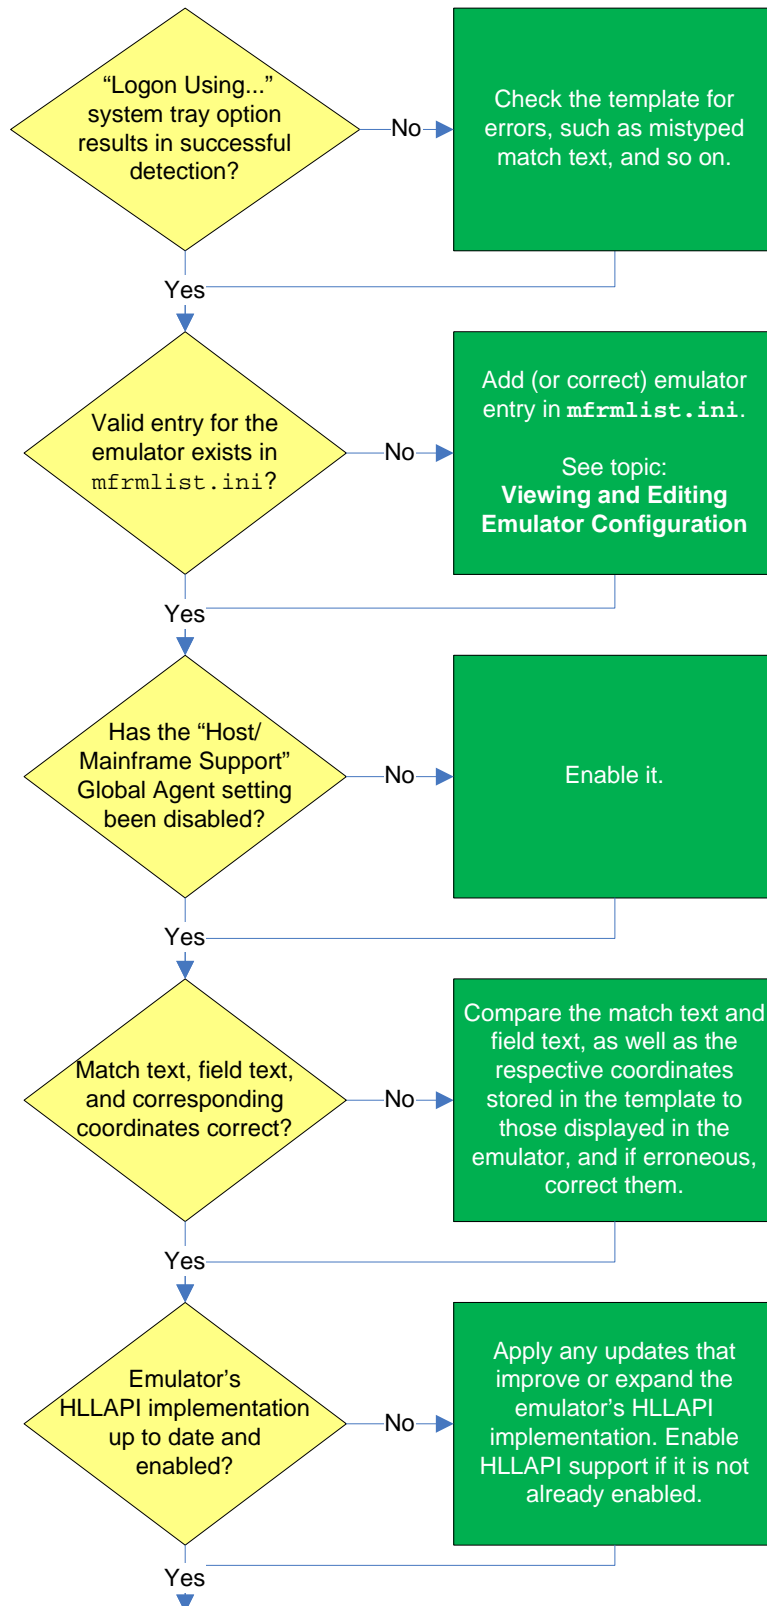 “Logon Using...”
system tray option
results in successful
detection?
No
Check the template for
errors, such as mistyped
match text, and so on.
Yes
Valid entry for the
emulator exists in
mfrmlist.ini?
No
Add (or correct) emulator
entry in mfrmlist.ini.
See topic:
Viewing and Editing
Emulator Configuration
Yes
Has the “Host/
Mainframe Support”
Global Agent setting
been disabled?
No
Enable it.
Yes
Match text, field text,
and corresponding
coordinates correct?
No
Compare the match text and
field text, as well as the
respective coordinates
stored in the template to
those displayed in the
emulator, and if erroneous,
correct them.
Yes
Emulator’s
HLLAPI implementation
up to date and
enabled?
No
Apply any updates that
improve or expand the
emulator’s HLLAPI
implementation. Enable
HLLAPI support if it is not
already enabled.
Yes